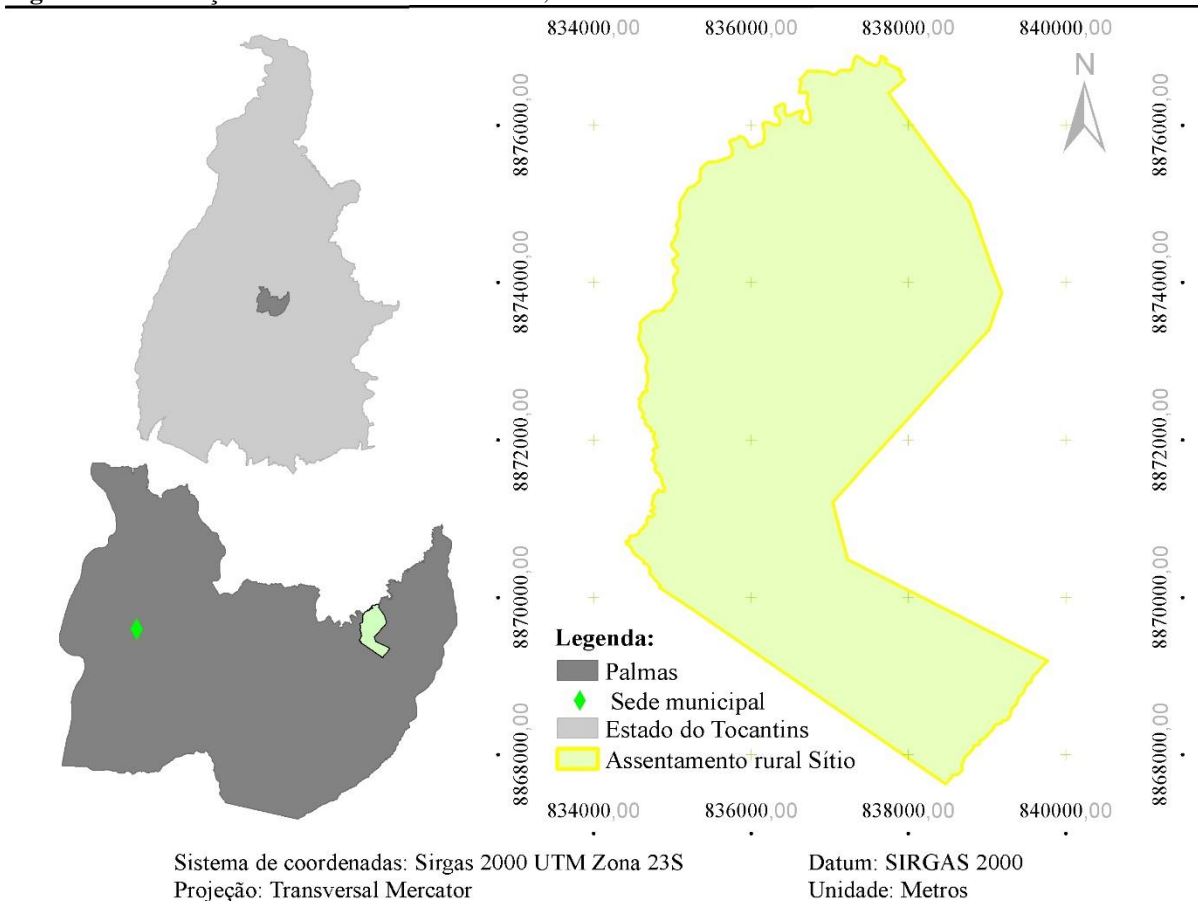 834000,00 836000,00 838000,00 840000,00
N
8876000,00 8876000,00
8874000,00 8874000,00
8872000,00 8872000,00
8870000,00 8870000,00
8868000,00 8868000,00
Legenda:
Palmas
Sede municipal
Estado do Tocantins
Assentamento rural Sítio
834000,00 836000,00 838000,00 840000,00
Sistema de coordenadas: Sirgas 2000 UTM Zona 23S
Projeção: Transversal Mercator
Datum: SIRGAS 2000
Unidade: Metros